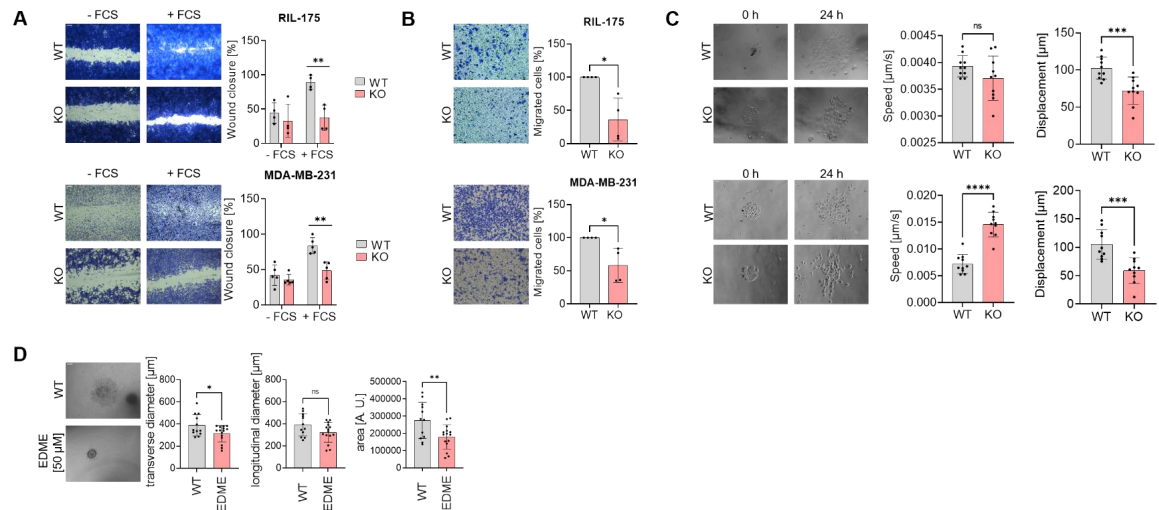 A
- FCS
+ FCS
WT
KO
RIL-175
Wound closure [%]
150
100
50
0
**
- FCS
+ FCS
WT
KO
- FCS
+ FCS
WT
KO
MDA-MB-231
Wound closure [%]
150
100
50
0
**
- FCS
+ FCS
WT
KO
B
WT
KO
RIL-175
Migrated cells [%]
150
100
50
0
*
WT
KO
WT
KO
MDA-MB-231
Migrated cells [%]
150
100
50
0
*
WT
KO
C
0 h
24 h
WT
KO
Speed [µm/s]
0.0045
0.0040
0.0035
0.0030
0.0025
ns
WT
KO
Displacement [µm]
150
100
50
0
***
WT
KO
0 h
24 h
WT
KO
Speed [µm/s]
0.020
0.015
0.010
0.005
0.000
****
WT
KO
Displacement [µm]
200
150
100
50
0
***
WT
KO
D
WT
EDME
[50 µM]
transverse diameter [µm]
800
600
400
200
0
*
WT
EDME
longitudinal diameter [µm]
800
600
400
200
0
ns
WT
EDME
area [A. U.]
500000
400000
300000
200000
100000
0
**
WT
EDME